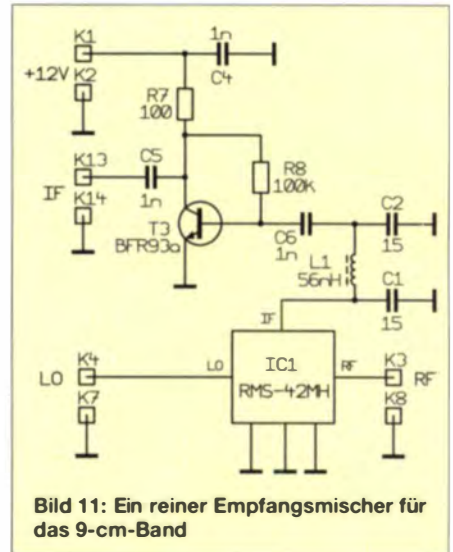 K1
1n
C4
+12V K2
R7
100
K13
C5
1n
IF
K14
R8
100k
T3
BFR93a
C6
1n
L1
56nH
C2
15
C1
15
IF
LO
K4
K7
LO
IC1
RMS-42MH
RF
K3
K8
RF
Bild 11: Ein reiner Empfangsmischer für
das 9-cm-Band